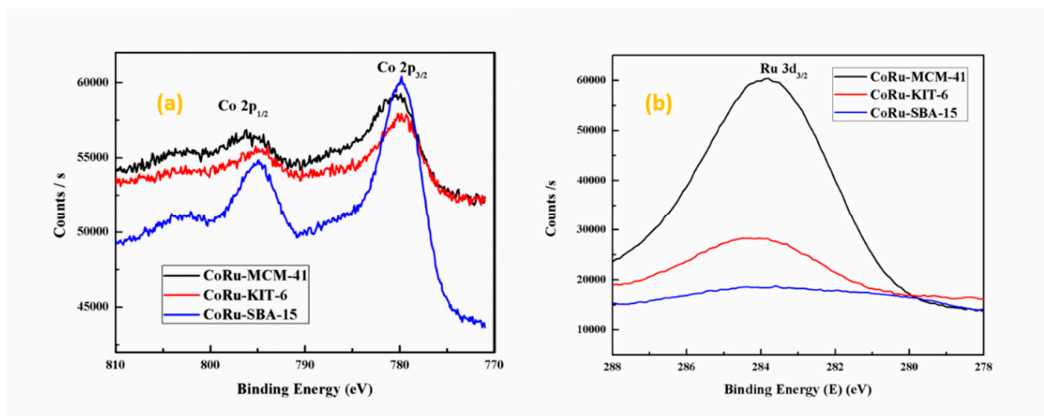 (a)
Co 2p1/2
Co 2p3/2
60000
55000
50000
45000
Counts / s
CoRu-MCM-41
CoRu-KIT-6
CoRu-SBA-15
810 800 790 780 770
Binding Energy (eV)
(b)
Ru 3d3/2
CoRu-MCM-41
CoRu-KIT-6
CoRu-SBA-15
60000
50000
40000
30000
20000
10000
Counts /s
288 286 284 282 280 278
Binding Energy (E) (eV)